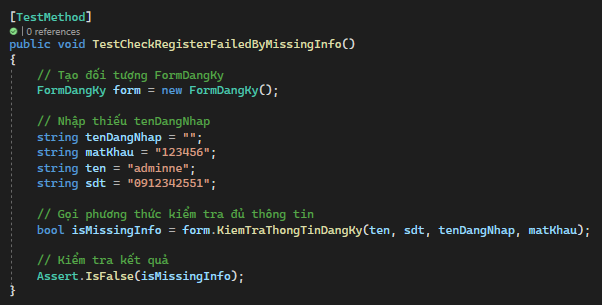 [TestMethod]
| 0 references
public void TestCheckRegisterFailedByMissingInfo()
{
// Tạo đối tượng FormDangKy
FormDangKy form = new FormDangKy();
// Nhập thiếu tenDangNhap
string tenDangNhap = "";
string matKhau = "123456";
string ten = "adminne";
string sdt = "0912342551";
// Gọi phương thức kiểm tra đủ thông tin
bool isMissingInfo = form.KiemTraThongTinDangKy(ten, sdt, tenDangNhap, matKhau);
// Kiểm tra kết quả
Assert.IsFalse(isMissingInfo);
}